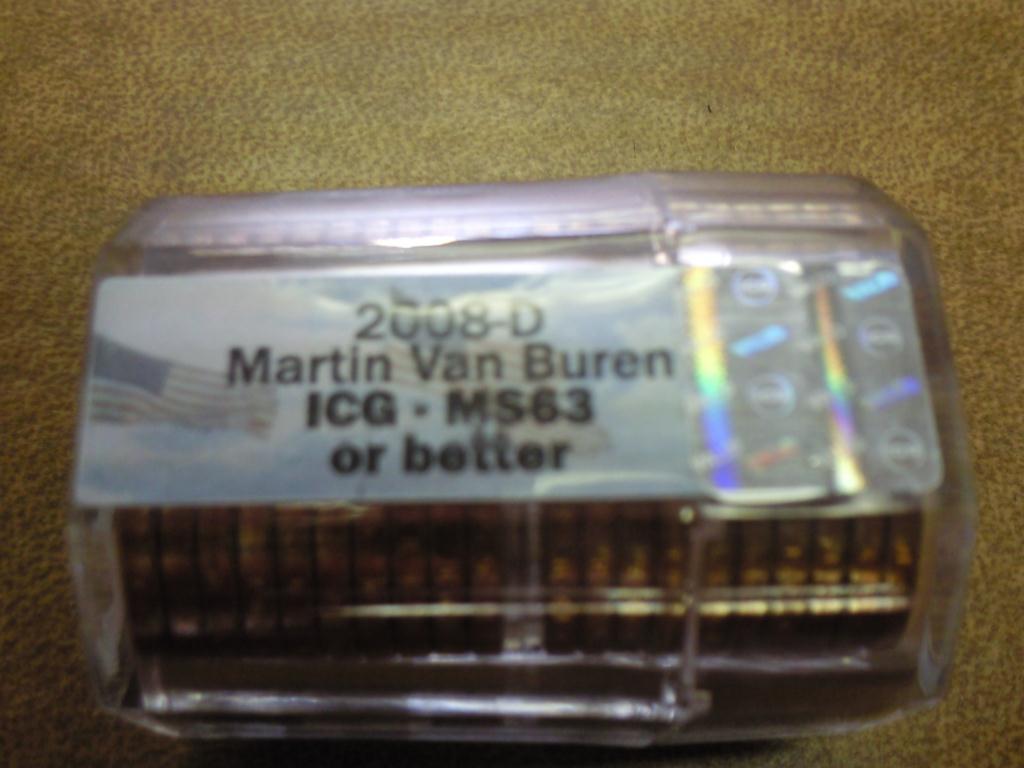 2008-D
Martin Van Buren
ICG - MS63
or better